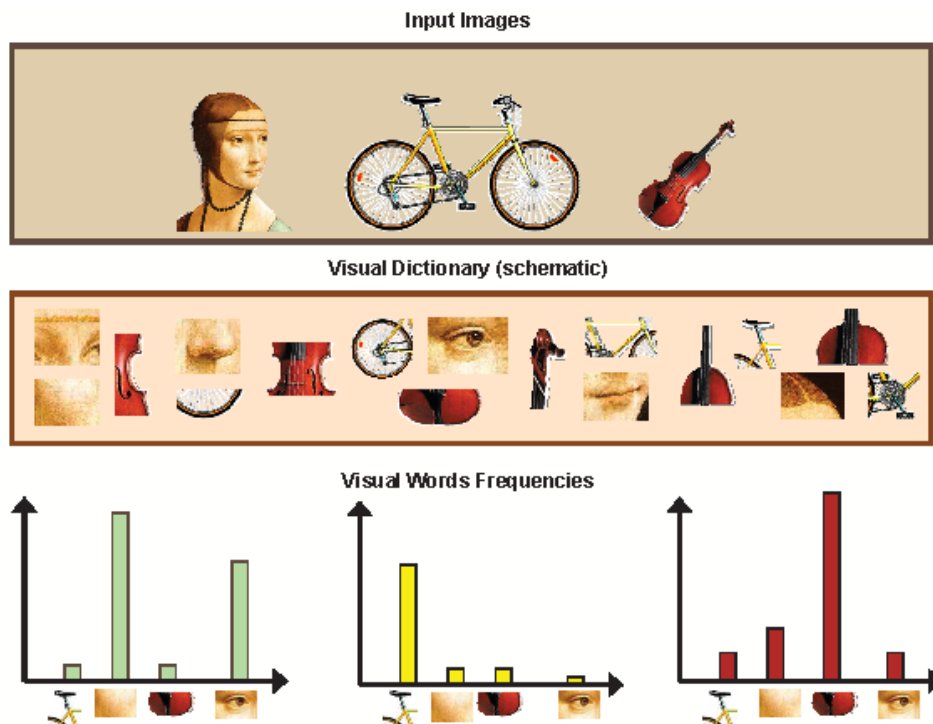 Input Images
Visual Dictionary (schematic)
Visual Words Frequencies